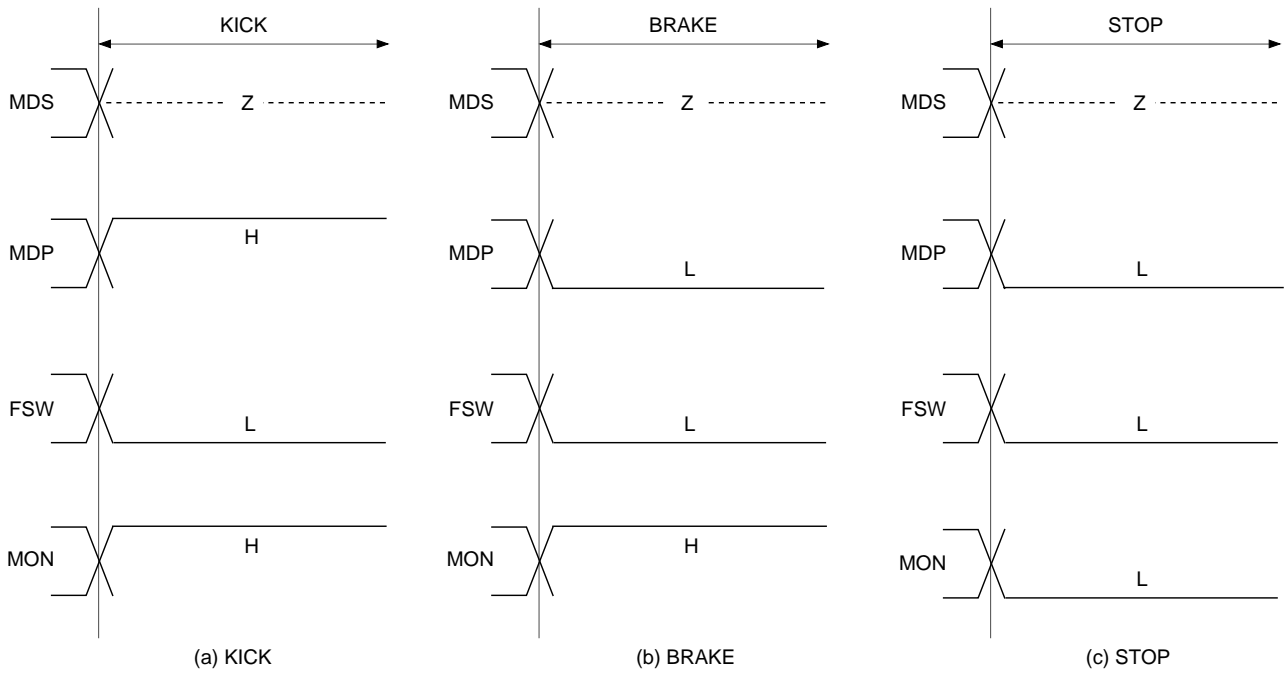 KICK
MDS
Z
MDP
H
FSW
L
MON
H
(a) KICK
BRAKE
MDS
Z
MDP
L
FSW
L
MON
H
(b) BRAKE
STOP
MDS
Z
MDP
L
FSW
L
MON
L
(c) STOP